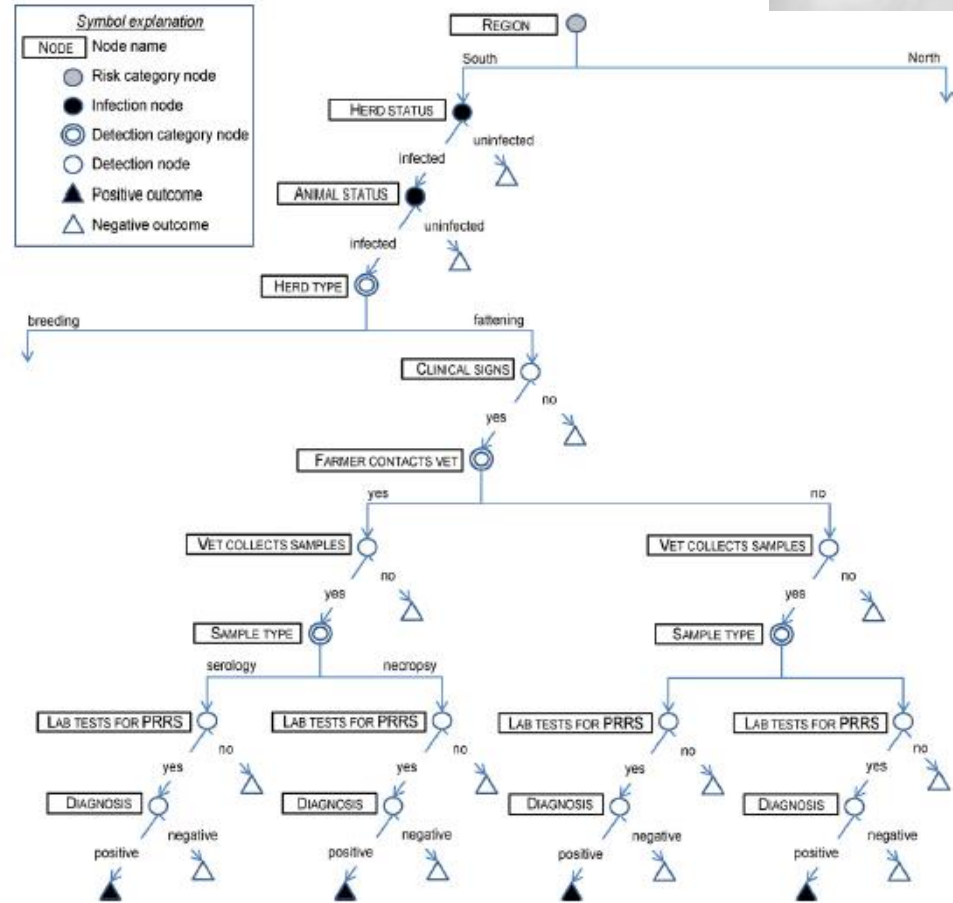 Symbol explanation
NODE Node name
Risk category node
Infection node
Detection category node
Detection node
Positive outcome
Negative outcome
REGION
South North
HERD STATUS
uninfected
infected
ANIMAL STATUS
uninfected
infected
HERD TYPE
breeding fattening
CLINICAL SIGNS
no
yes
FARMER CONTACTS VET
yes no
VET COLLECTS SAMPLES VET COLLECTS SAMPLES
no no
yes yes
SAMPLE TYPE SAMPLE TYPE
serology necropsy
LAB TESTS FOR PRRS LAB TESTS FOR PRRS LAB TESTS FOR PRRS LAB TESTS FOR PRRS
no no no no
yes yes yes yes
DIAGNOSIS DIAGNOSIS DIAGNOSIS DIAGNOSIS
negative negative negative negative
positive positive positive positive